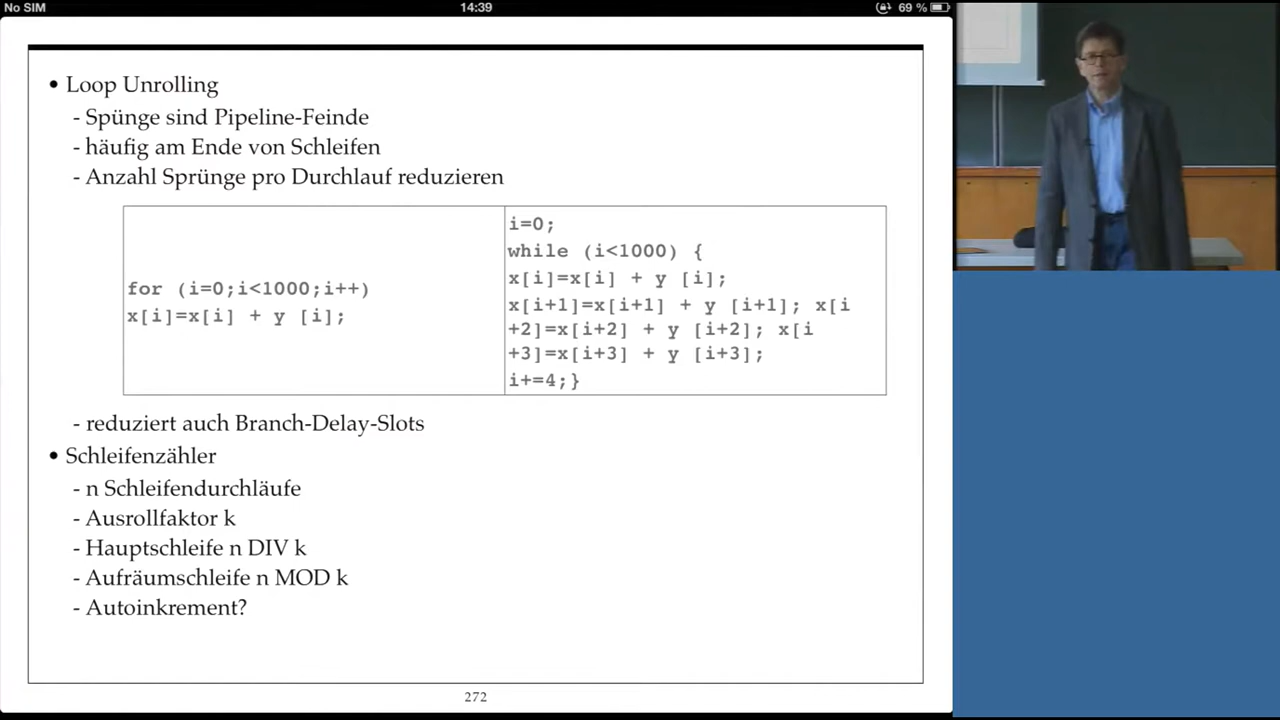 No SIM 14:39 69 %
• Loop Unrolling
- Spünge sind Pipeline-Feinde
- häufig am Ende von Schleifen
- Anzahl Sprünge pro Durchlauf reduzieren
for (i=0;i<1000;i++)
x[i]=x[i] + y [i];
i=0;
while (i<1000) {
x[i]=x[i] + y [i];
x[i+1]=x[i+1] + y [i+1]; x[i
+2]=x[i+2] + y [i+2]; x[i
+3]=x[i+3] + y [i+3];
i+=4;}
- reduziert auch Branch-Delay-Slots
• Schleifenzähler
- n Schleifendurchläufe
- Ausrollfaktor k
- Hauptschleife n DIV k
- Aufräumschleife n MOD k
- Autoinkrement?
272